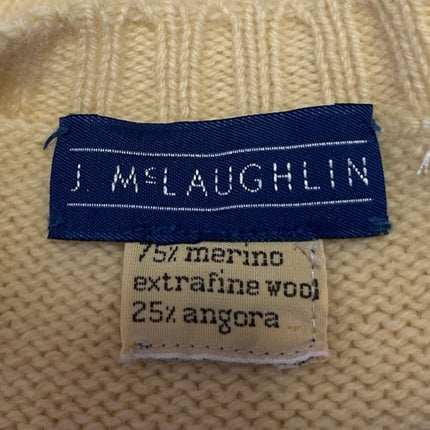 J. McLAUGHLIN
75% merino
extrafine wool
25% angora